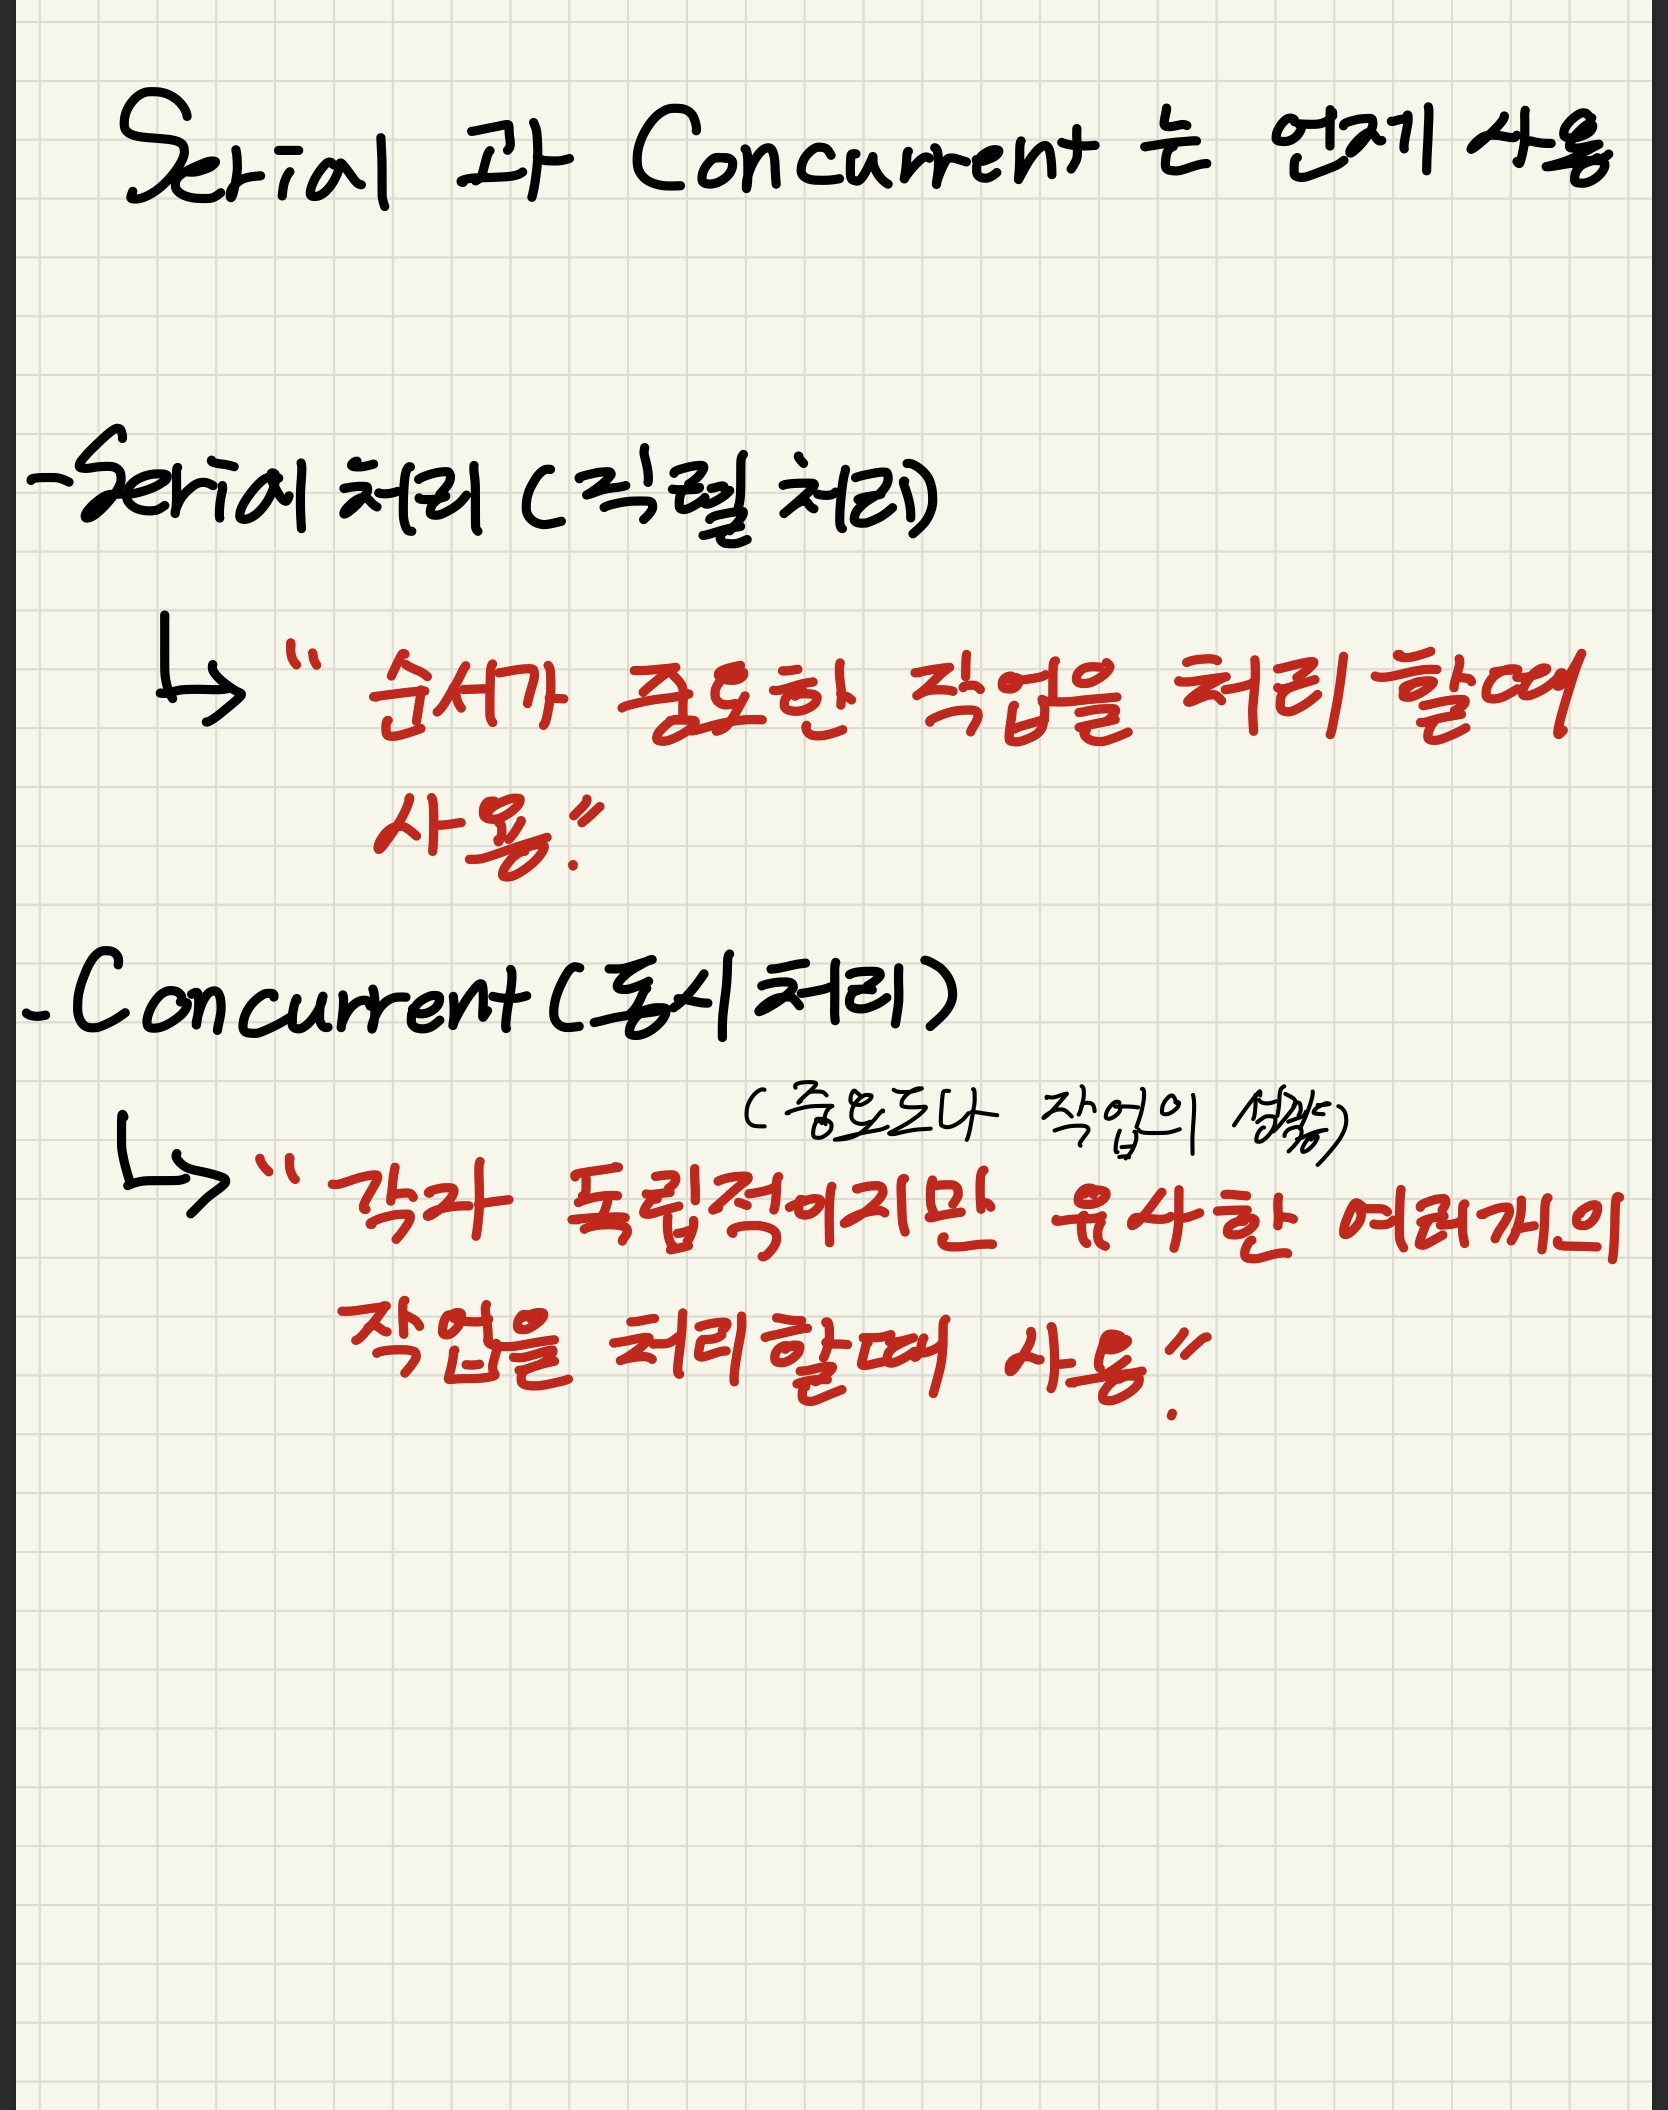 Serial 과 Concurrent 는 언제 사용
-Serial 처리 (직렬 처리)
↳ “ 순서가 중요한 직업을 처리 할때
사용.”
- Concurrent (동시 처리)
(중요도나 작업의 성격)
↳ “ 각자 독립적이지만 유사한 여러개의
작업을 처리할때 사용.”